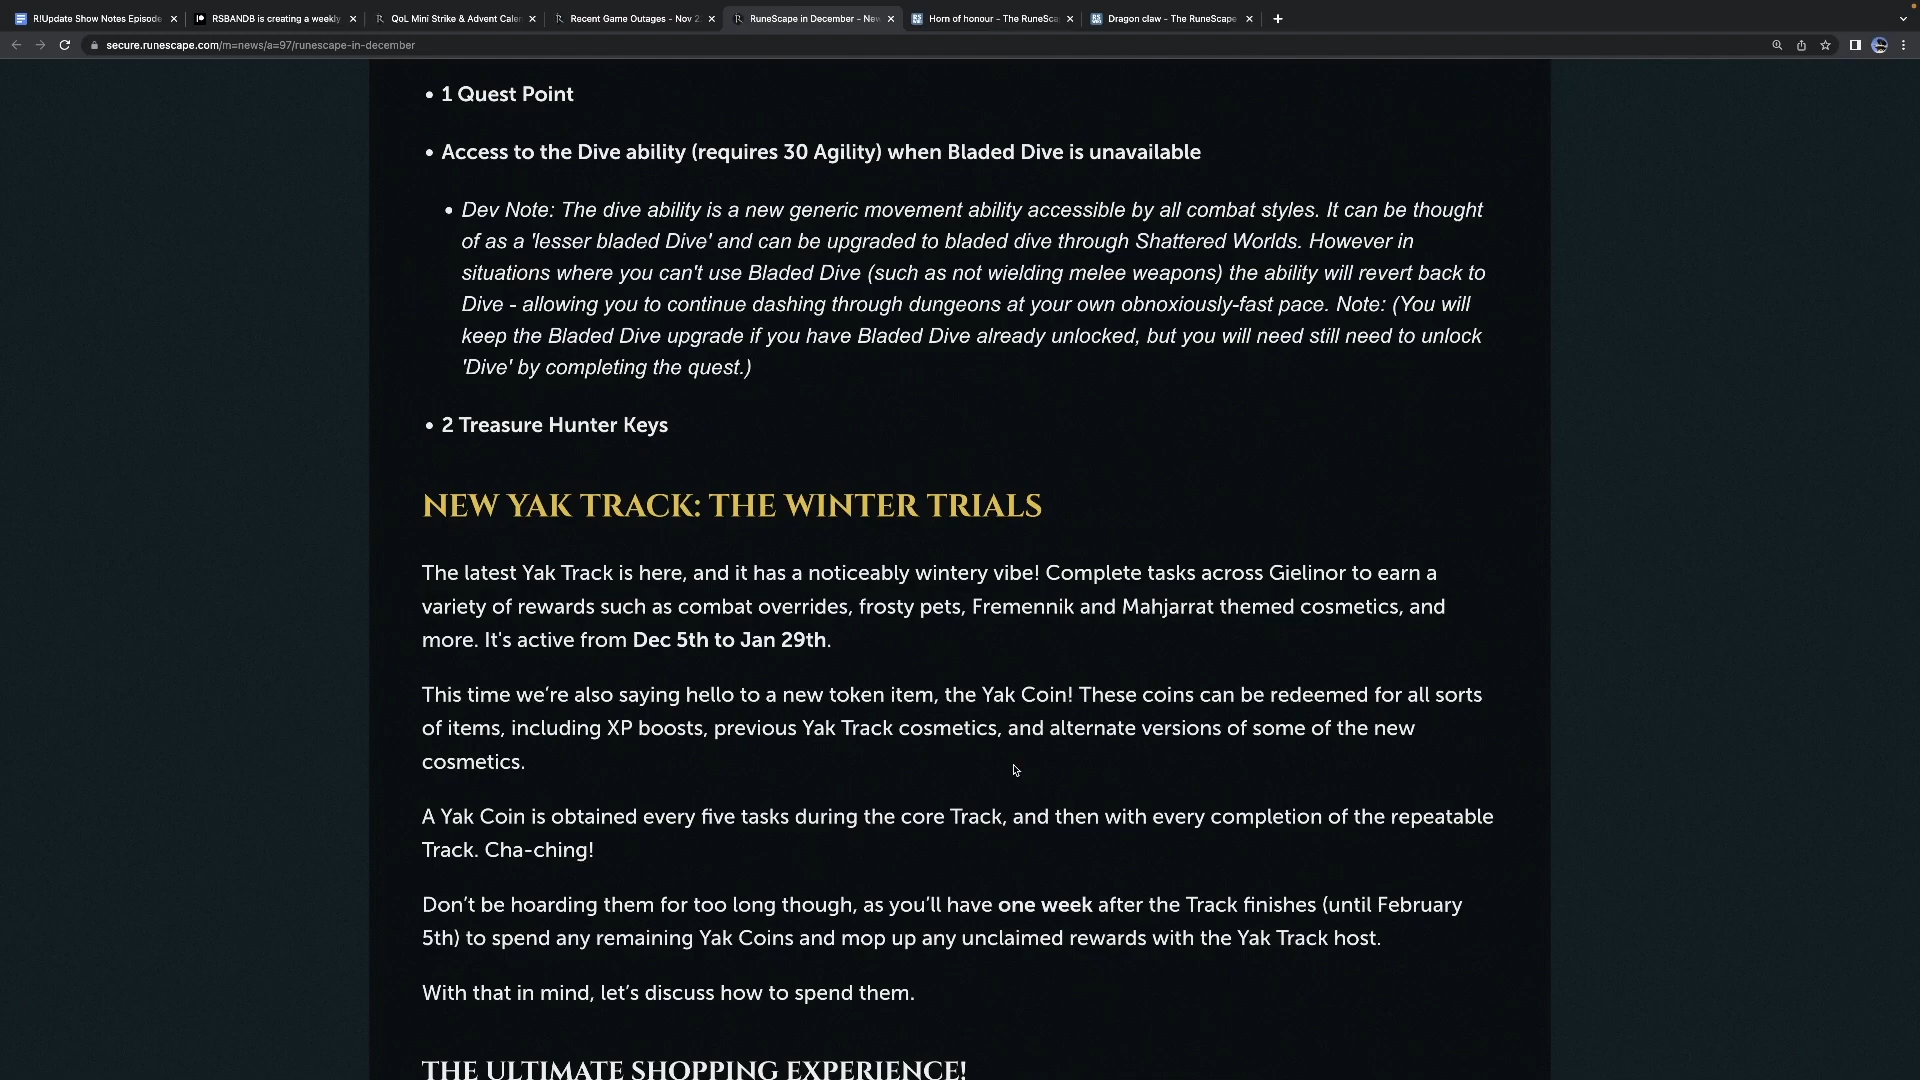 R!Update Show Notes Episode
RSBANDB is creating a weekly
QoL Mini Strike & Advent Cale
Recent Game Outages - Nov 2
RuneScape in December - New
Horn of honour - The RuneSca
Dragon claw - The RuneScape
secure.runescape.com/m=news/a=97/runescape-in-december
• 1 Quest Point
• Access to the Dive ability (requires 30 Agility) when Bladed Dive is unavailable
• Dev Note: The dive ability is a new generic movement ability accessible by all combat styles. It can be thought
of as a 'lesser bladed Dive' and can be upgraded to bladed dive through Shattered Worlds. However in
situations where you can't use Bladed Dive (such as not wielding melee weapons) the ability will revert back to
Dive - allowing you to continue dashing through dungeons at your own obnoxiously-fast pace. Note: (You will
keep the Bladed Dive upgrade if you have Bladed Dive already unlocked, but you will need still need to unlock
'Dive' by completing the quest.)
• 2 Treasure Hunter Keys
NEW YAK TRACK: THE WINTER TRIALS
The latest Yak Track is here, and it has a noticeably wintery vibe! Complete tasks across Gielinor to earn a
variety of rewards such as combat overrides, frosty pets, Fremennik and Mahjarrat themed cosmetics, and
more. It's active from Dec 5th to Jan 29th.
This time we're also saying hello to a new token item, the Yak Coin! These coins can be redeemed for all sorts
of items, including XP boosts, previous Yak Track cosmetics, and alternate versions of some of the new
cosmetics.
A Yak Coin is obtained every five tasks during the core Track, and then with every completion of the repeatable
Track. Cha-ching!
Don't be hoarding them for too long though, as you'll have one week after the Track finishes (until February
5th) to spend any remaining Yak Coins and mop up any unclaimed rewards with the Yak Track host.
With that in mind, let's discuss how to spend them.
THE ULTIMATE SHOPPING EXPERIENCE!